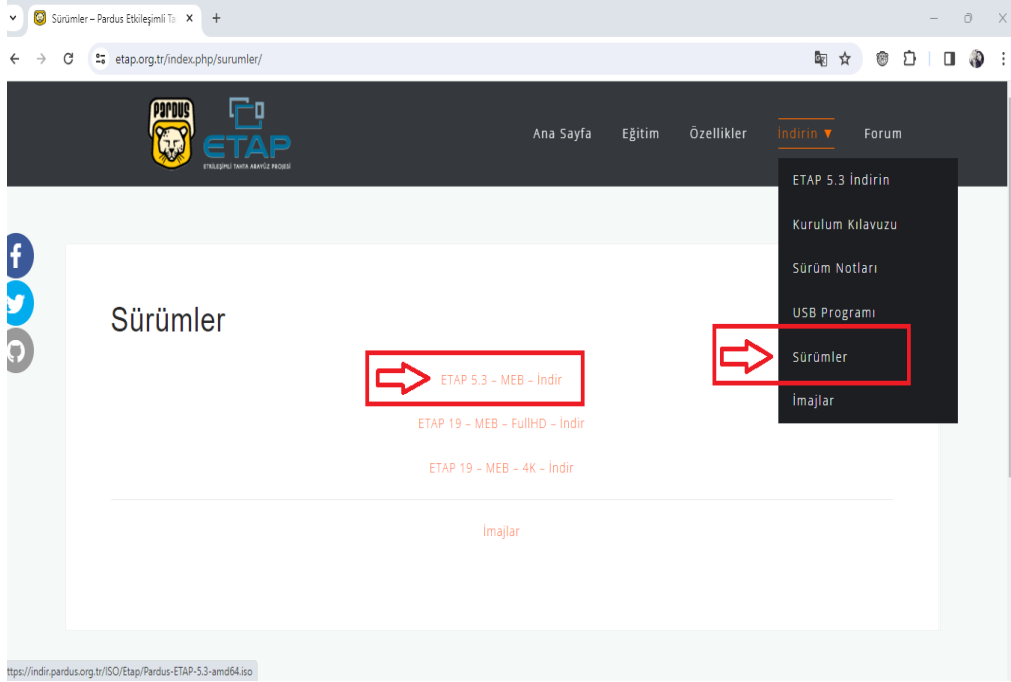 Sürümler – Pardus Etkileşimli Ta
etap.org.tr/index.php/surumler/
PARDUS
ETAP
ETKİLEŞİMLİ TAHTA ARAYÜZ PROJESİ
Ana Sayfa
Eğitim
Özellikler
İndirin ▼
Forum
ETAP 5.3 İndirin
Kurulum Kılavuzu
Sürüm Notları
USB Programı
Sürümler
İmajlar
Sürümler
ETAP 5.3 – MEB – İndir
ETAP 19 – MEB – FullHD – İndir
ETAP 19 – MEB – 4K – İndir
İmajlar
ttps://indir.pardus.org.tr/ISO/Etap/Pardus-ETAP-5.3-amd64.iso